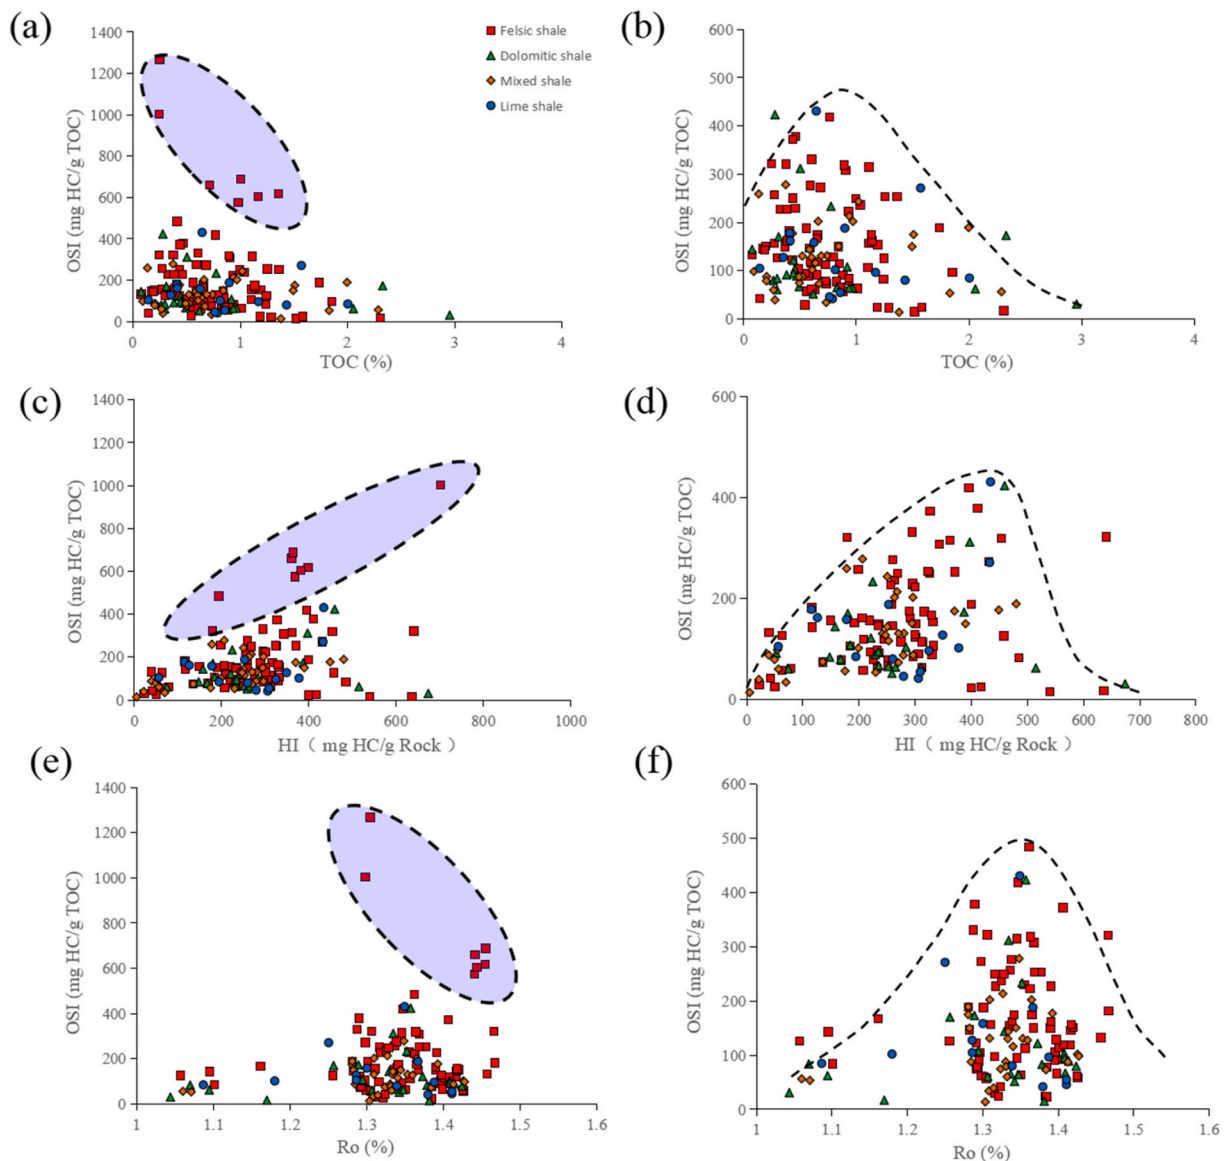 (a)
1400
1200
1000
800
600
400
200
0
OSI (mg HC/g TOC)
0 1 2 3 4
TOC (%)
Felsic shale
Dolomitic shale
Mixed shale
Lime shale
(b)
600
500
400
300
200
100
0
OSI (mg HC/g TOC)
0 1 2 3 4
TOC (%)
(c)
1400
1200
1000
800
600
400
200
0
OSI (mg HC/g TOC)
0 200 400 600 800 1000
HI（ mg HC/g Rock ）
(d)
600
400
200
0
OSI (mg HC/g TOC)
0 100 200 300 400 500 600 700 800
HI（ mg HC/g Rock ）
(e)
1400
1200
1000
800
600
400
200
0
OSI (mg HC/g TOC)
1 1.1 1.2 1.3 1.4 1.5 1.6
Ro (%)
(f)
600
500
400
300
200
100
0
OSI (mg HC/g TOC)
1 1.1 1.2 1.3 1.4 1.5 1.6
Ro (%)